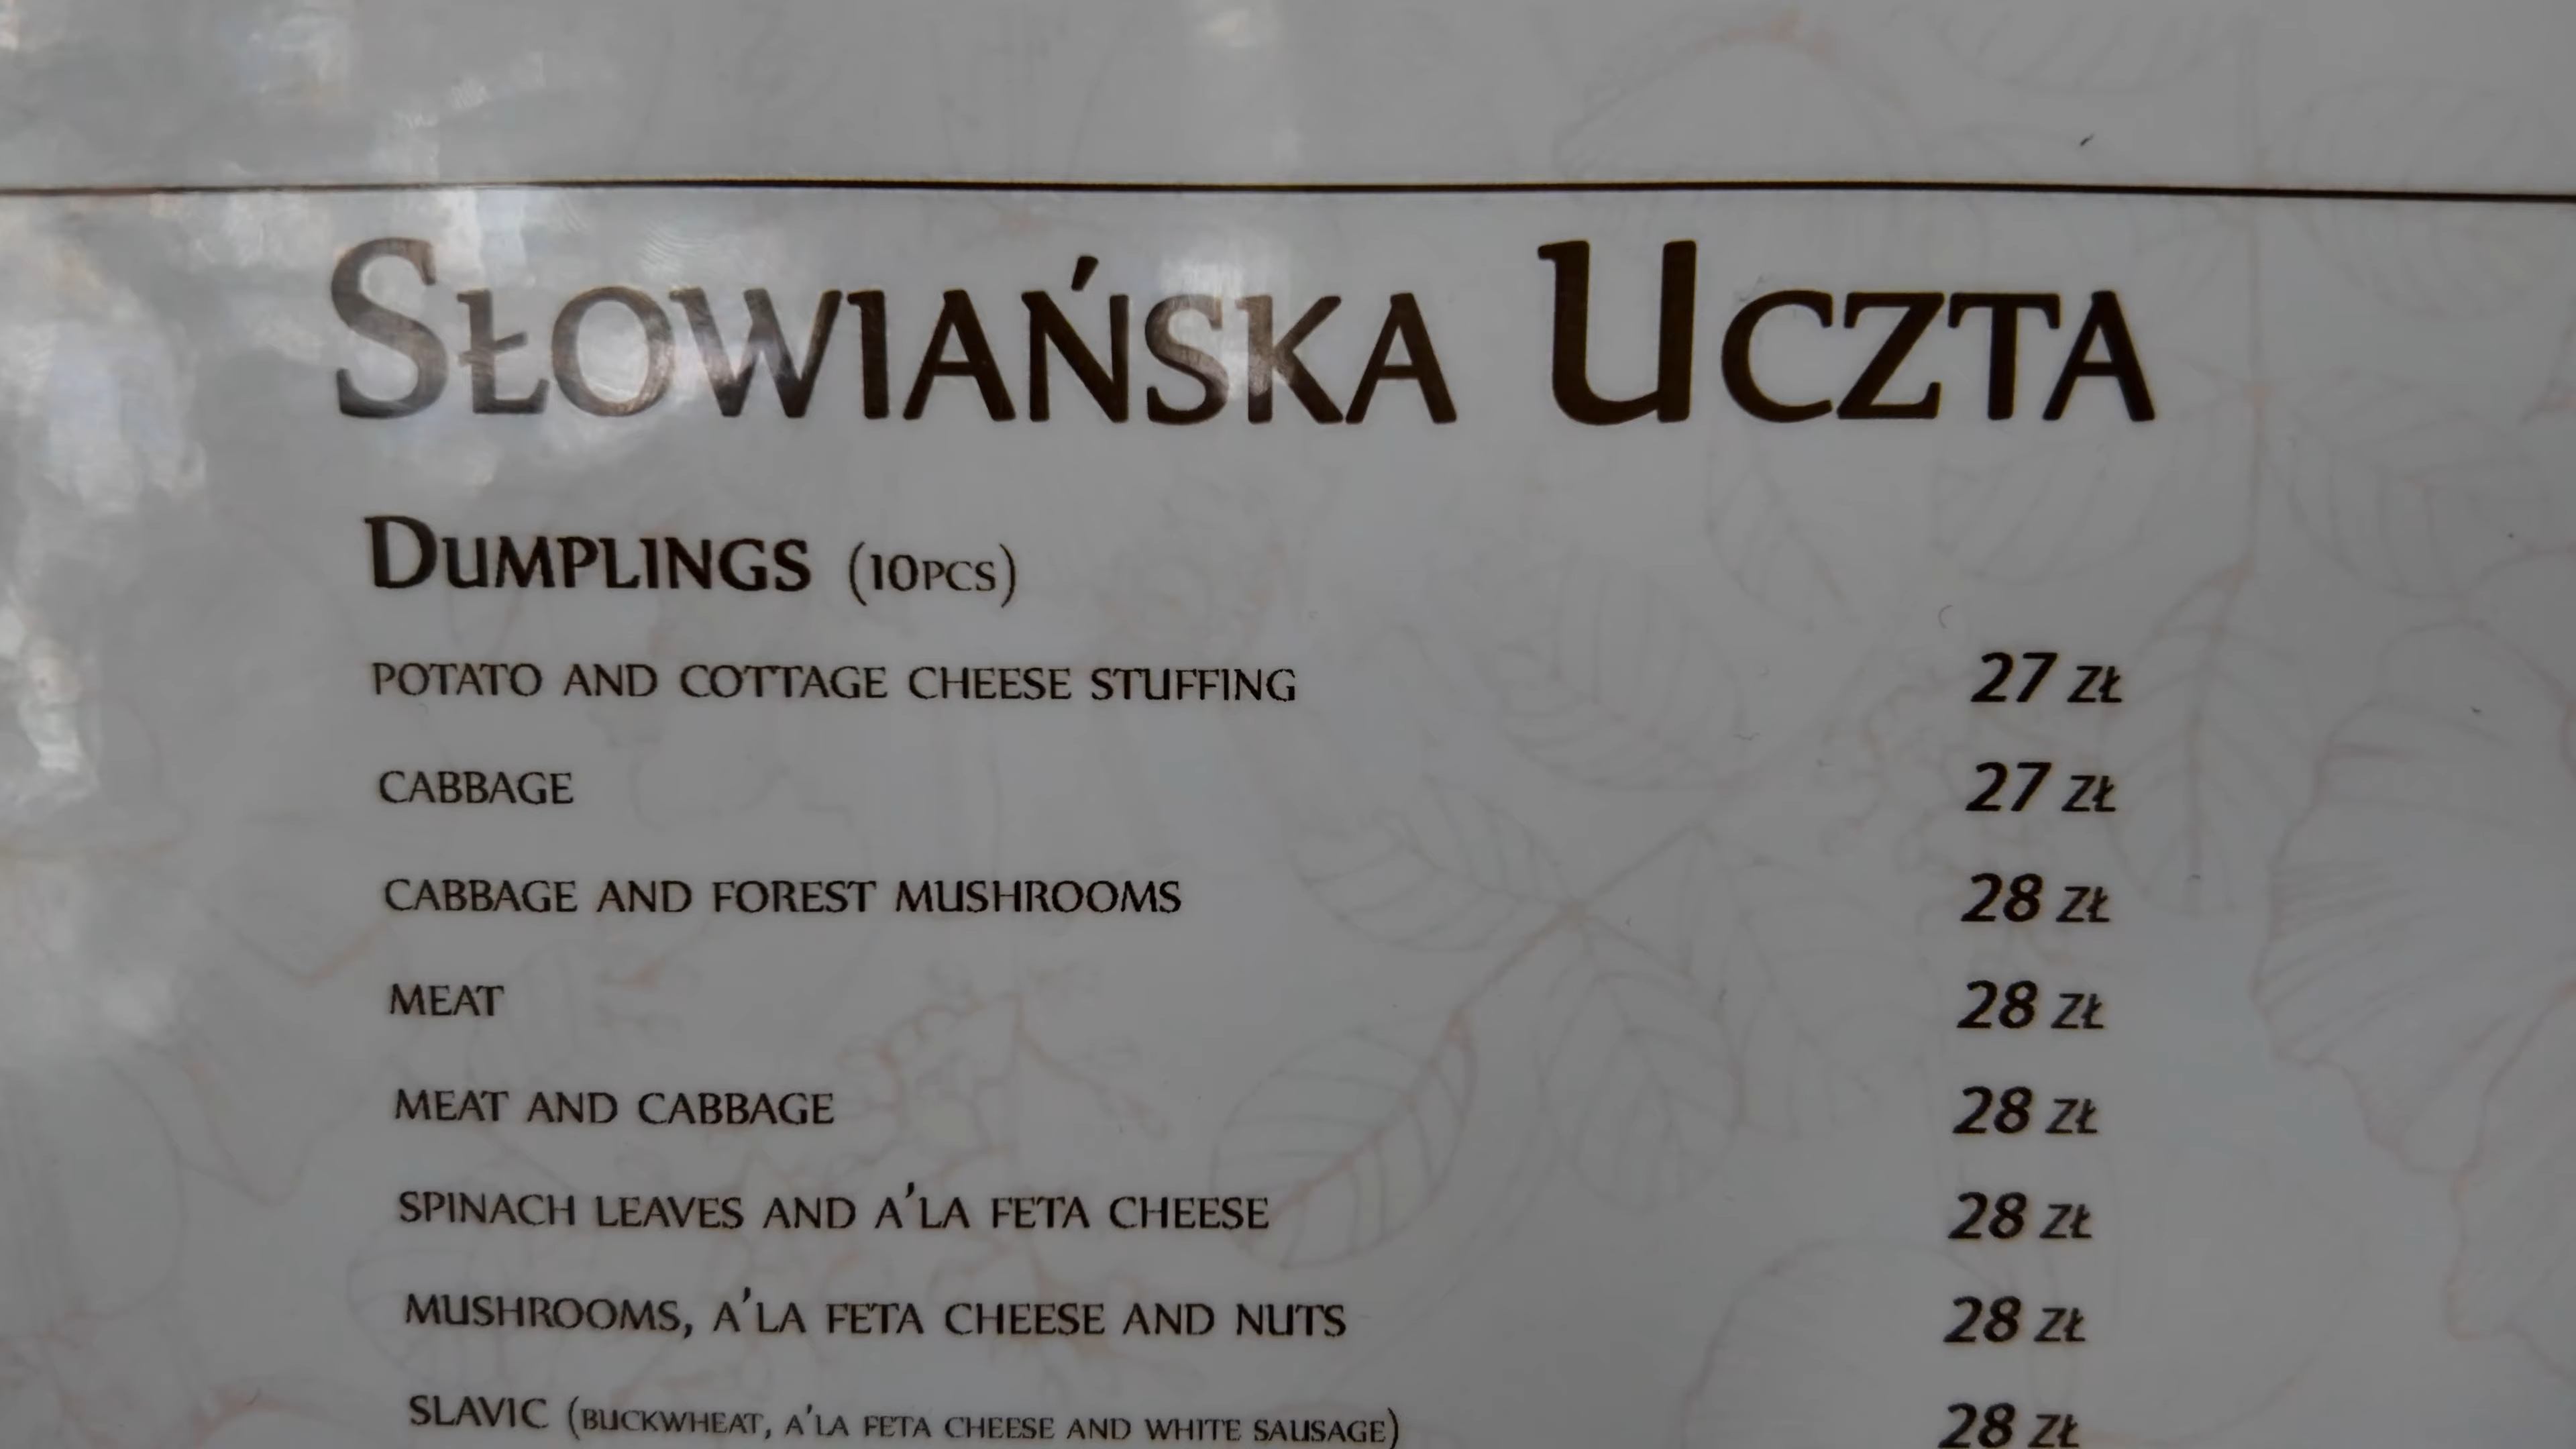 SŁOWIAŃSKA UCZTA
DUMPLINGS (10PCS)
POTATO AND COTTAGE CHEESE STUFFING 27 ZŁ
CABBAGE 27 ZŁ
CABBAGE AND FOREST MUSHROOMS 28 ZŁ
MEAT 28 ZŁ
MEAT AND CABBAGE 28 ZŁ
SPINACH LEAVES AND A'LA FETA CHEESE 28 ZŁ
MUSHROOMS, A'LA FETA CHEESE AND NUTS 28 ZŁ
SLAVIC (BUCKWHEAT, A'LA FETA CHEESE AND WHITE SAUSAGE) 28 ZŁ